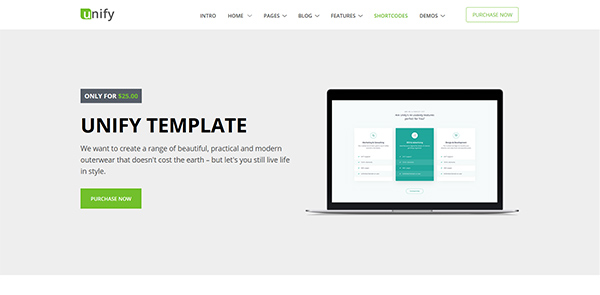 unify
INTRO
HOME
PAGES
BLOG
FEATURES
SHORTCODES
DEMOS
PURCHASE NOW
ONLY FOR $25.00
UNIFY TEMPLATE
We want to create a range of beautiful, practical and modern
outerwear that doesn't cost the earth – but let's you still live life
in style.
PURCHASE NOW